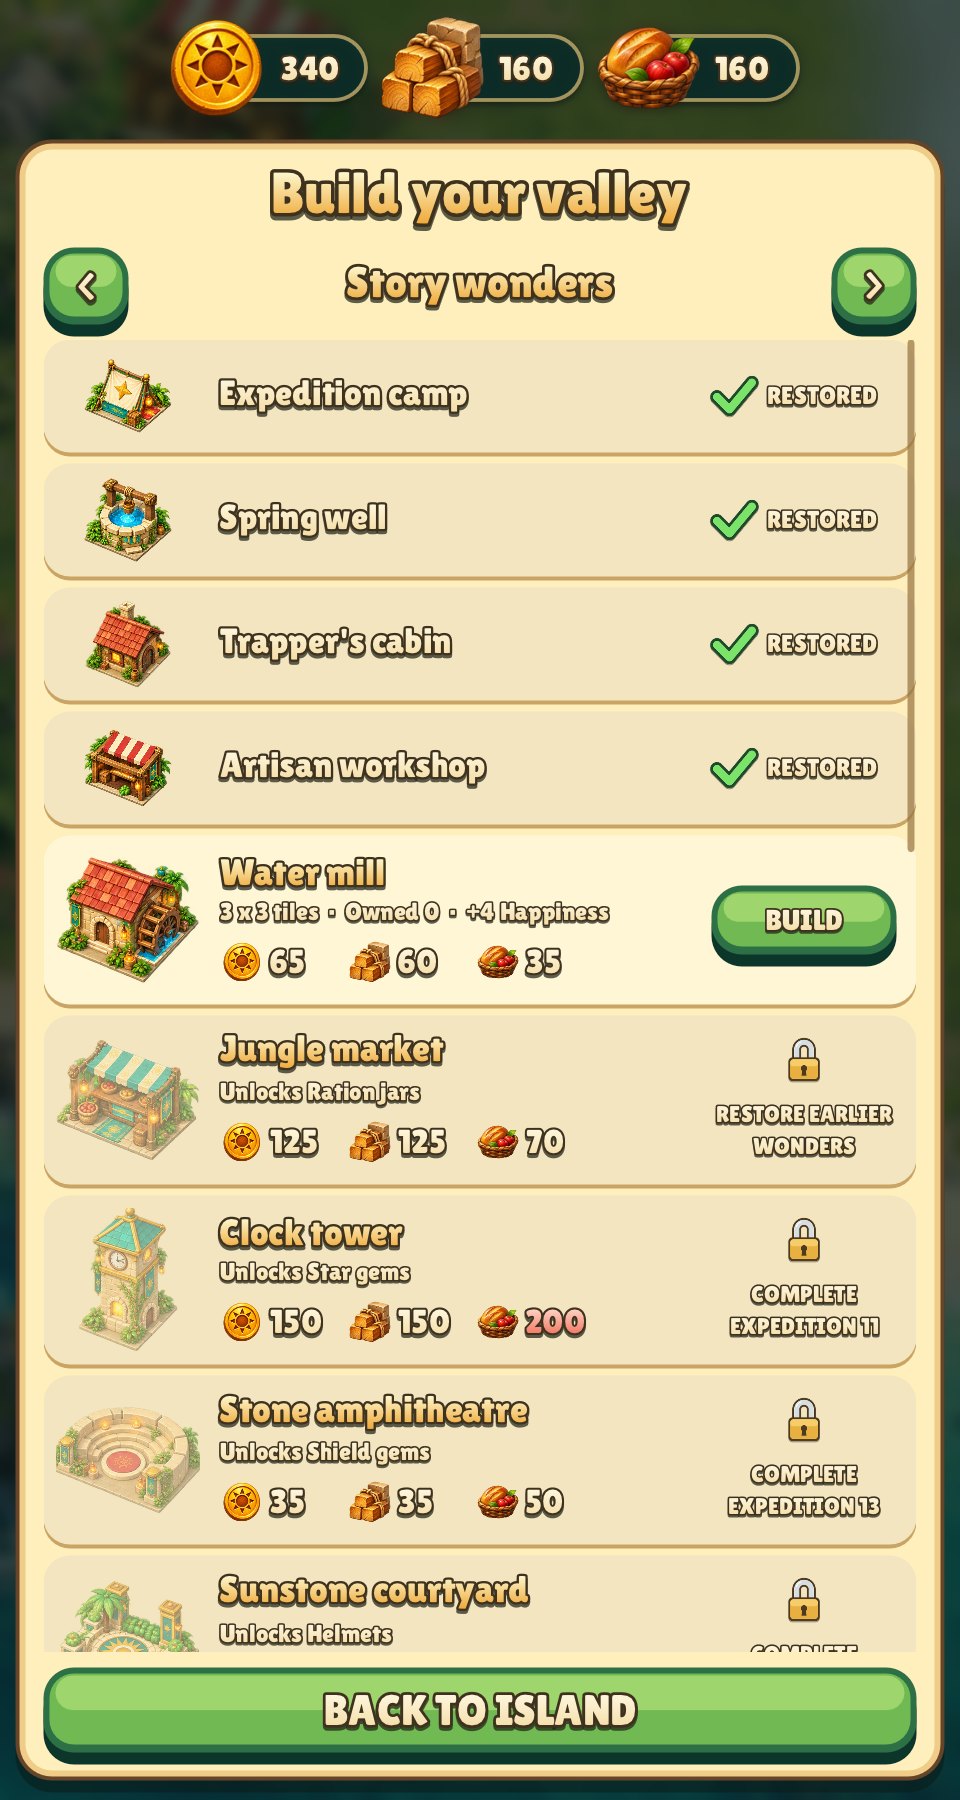 340 160 160
Build your valley
Story wonders
Expedition camp RESTORED
Spring well RESTORED
Trapper's cabin RESTORED
Artisan workshop RESTORED
Water mill
3 x 3 tiles · Owned 0 · +4 Happiness
65 60 35
BUILD
Jungle market
Unlocks Ration jars
125 125 70
RESTORE EARLIER
WONDERS
Clock tower
Unlocks Star gems
150 150 200
COMPLETE
EXPEDITION 11
Stone amphitheatre
Unlocks Shield gems
35 35 50
COMPLETE
EXPEDITION 13
Sunstone courtyard
Unlocks Helmets
COMPLETE
BACK TO ISLAND